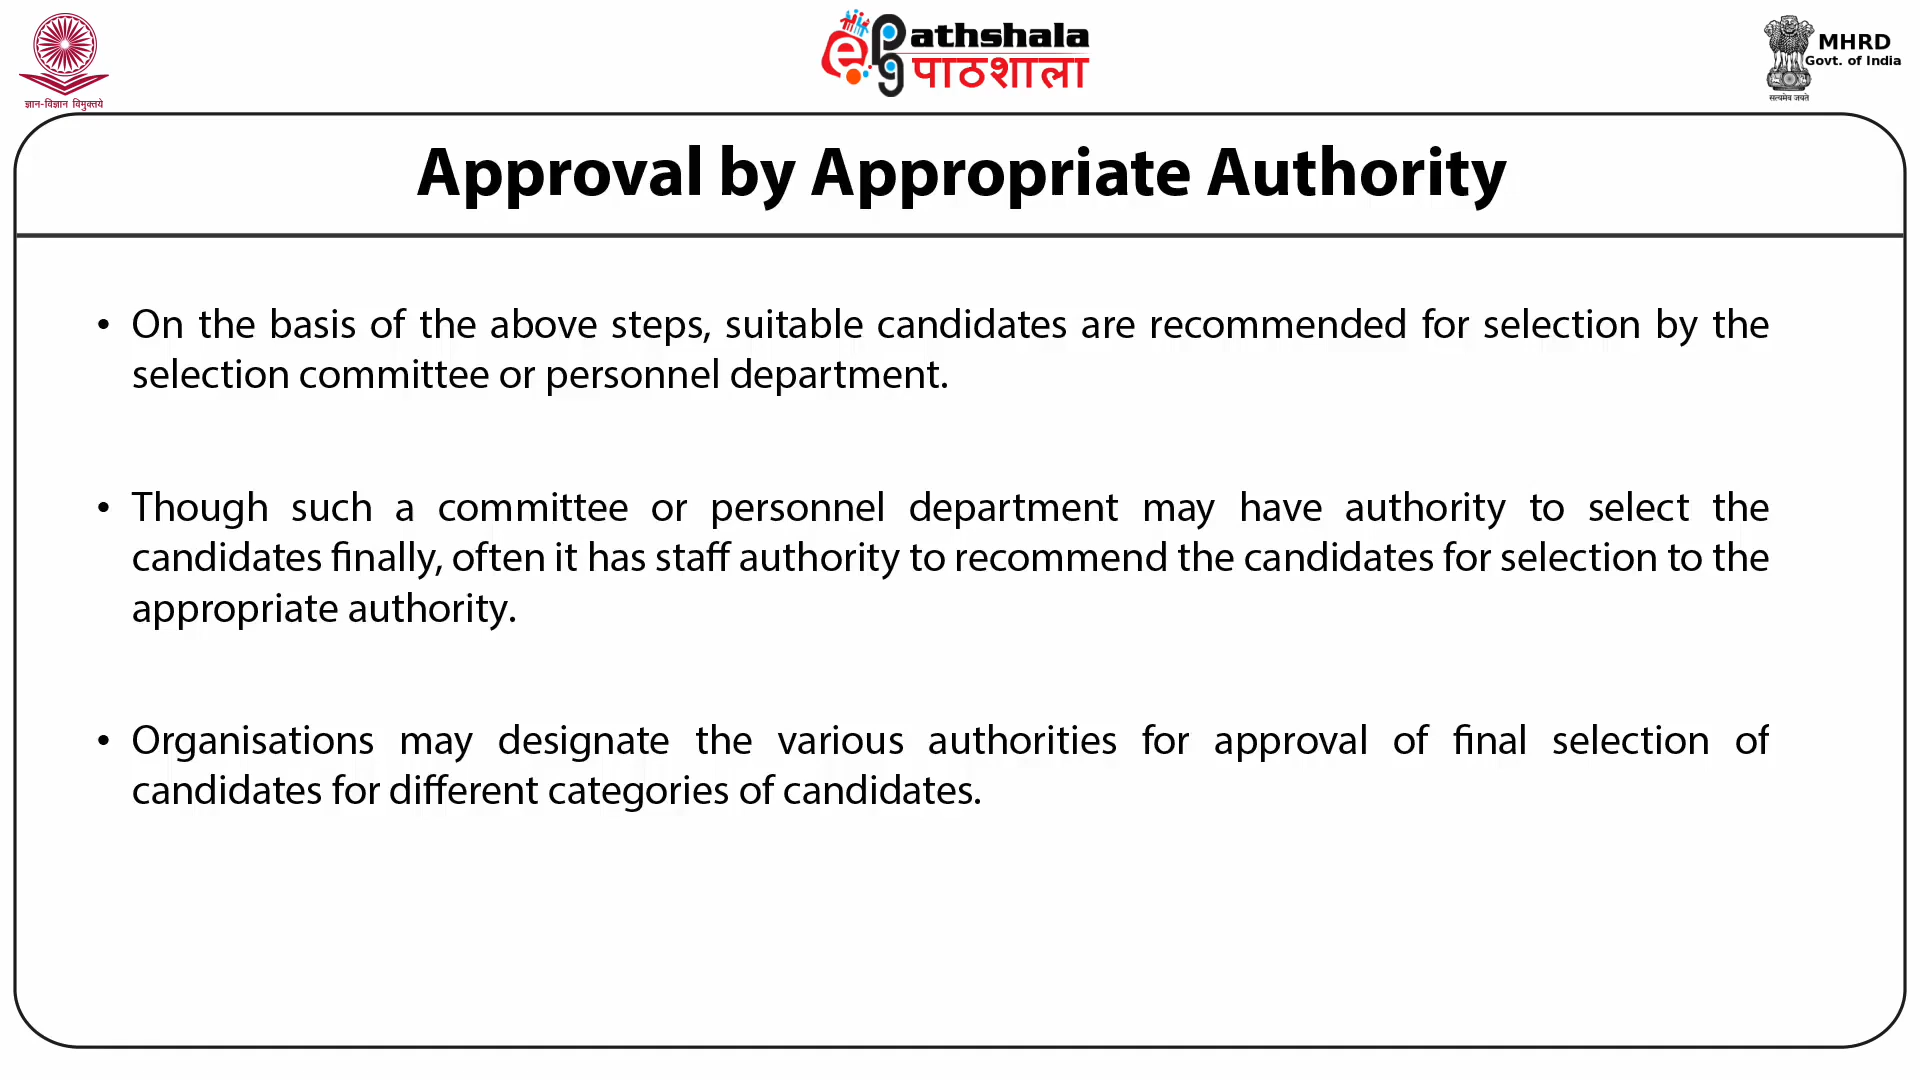 ज्ञान-विज्ञान विमुक्तये
e PG athshala
पाठशाला
MHRD
Govt. of India
सत्यमेव जयते
Approval by Appropriate Authority
• On the basis of the above steps, suitable candidates are recommended for selection by the
selection committee or personnel department.
• Though such a committee or personnel department may have authority to select the
candidates finally, often it has staff authority to recommend the candidates for selection to the
appropriate authority.
• Organisations may designate the various authorities for approval of final selection of
candidates for different categories of candidates.